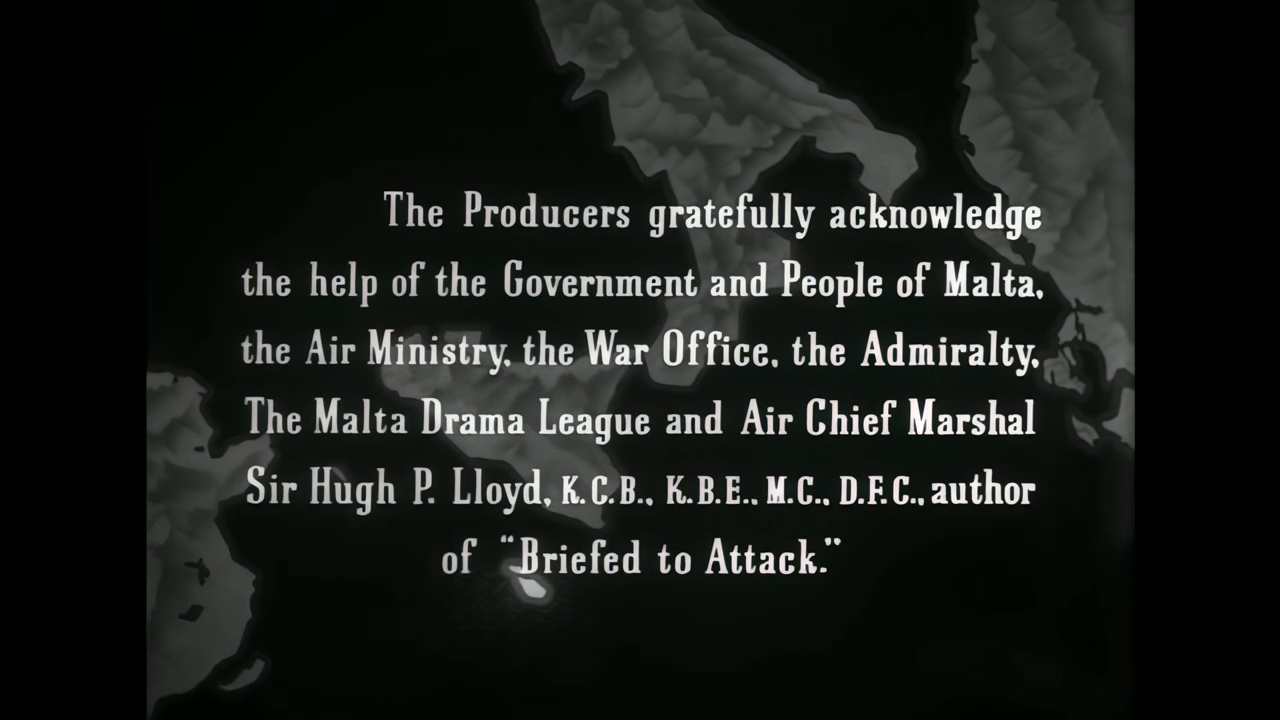 The Producers gratefully acknowledge
the help of the Government and People of Malta,
the Air Ministry, the War Office, the Admiralty,
The Malta Drama League and Air Chief Marshal
Sir Hugh P. Lloyd, K.C.B., K.B.E., M.C., D.F.C., author
of “Briefed to Attack.”